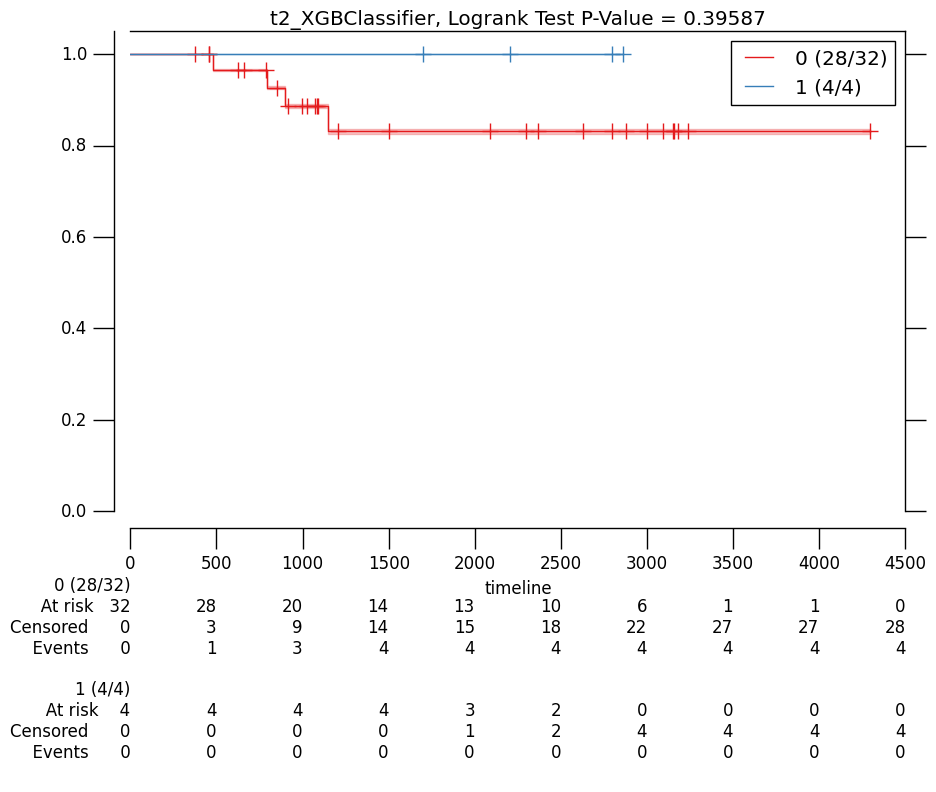 t2_XGBClassifier, Logrank Test P-Value = 0.39587
1.0
0.8
0.6
0.4
0.2
0.0
0 (28/32)
1 (4/4)
0 500 1000 1500 2000 2500 3000 3500 4000 4500
timeline
0 (28/32)
At risk 32 28 20 14 13 10 6 1 1 0
Censored 0 3 9 14 15 18 22 27 27 28
Events 0 1 3 4 4 4 4 4 4 4
1 (4/4)
At risk 4 4 4 4 3 2 0 0 0 0
Censored 0 0 0 0 1 2 4 4 4 4
Events 0 0 0 0 0 0 0 0 0 0